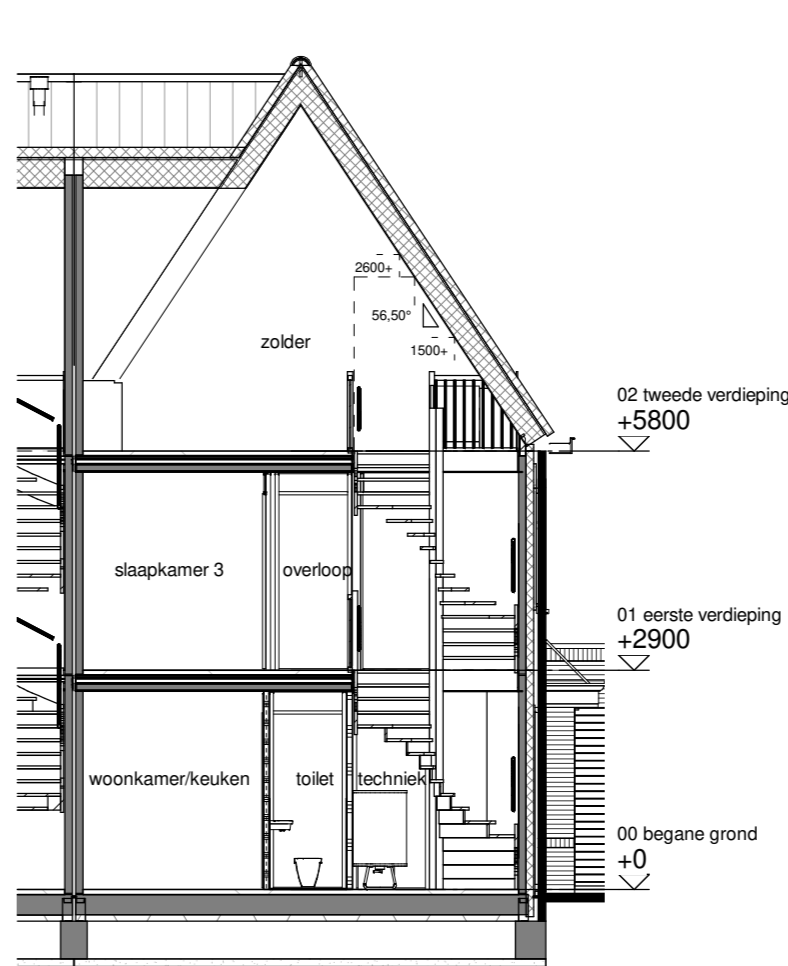 2600+
56,50°
zolder
1500+
02 tweede verdieping
+5800
slaapkamer 3
overloop
01 eerste verdieping
+2900
woonkamer/keuken
toilet
techniek
00 begane grond
+0